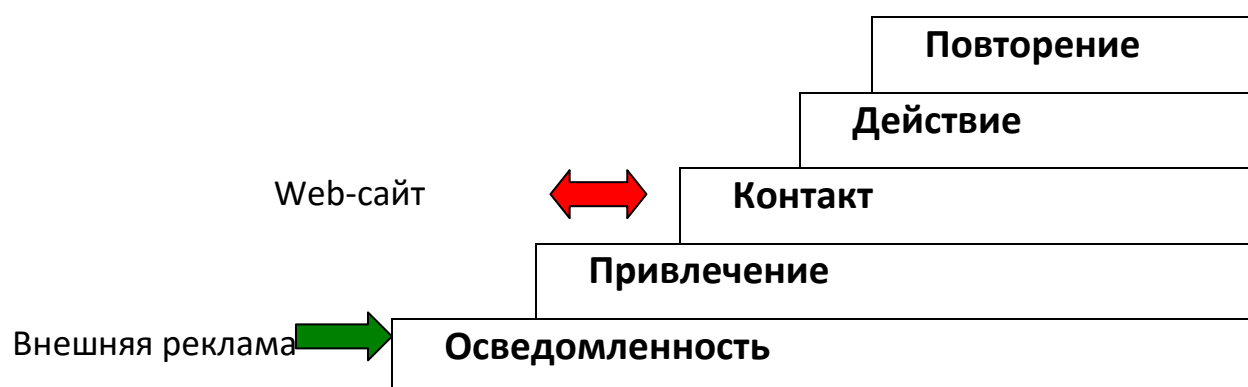 Повторение
Действие
Web-сайт
Контакт
Привлечение
Внешняя реклама
Осведомленность